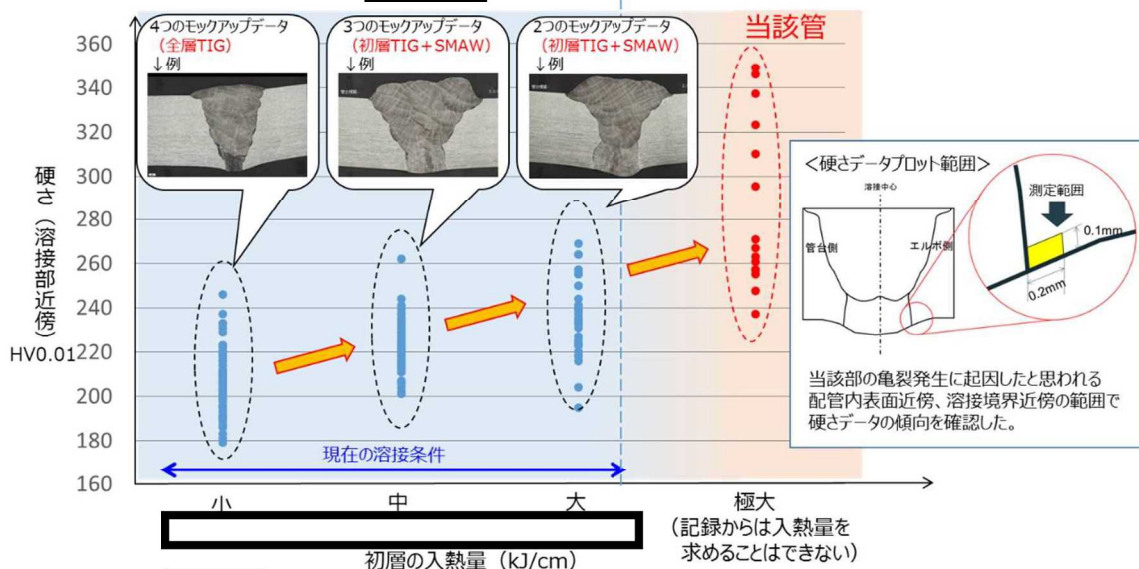 4つのモックアップデータ
（全層TIG）
↓例
3つのモックアップデータ
（初層TIG+SMAW）
↓例
2つのモックアップデータ
（初層TIG+SMAW）
↓例
当該管
360
340
320
300
280
260
240
220
200
180
160
硬さ（溶接部近傍）
HV0.01
現在の溶接条件
小
中
大
極大
（記録からは入熱量を
求めることはできない）
初層の入熱量（kJ/cm）
＜硬さデータプロット範囲＞
溶接中心
管台側
エルボ側
測定範囲
0.1mm
0.2mm
当該部の亀裂発生に起因したと思われる
配管内表面近傍、溶接境界近傍の範囲で
硬さデータの傾向を確認した。